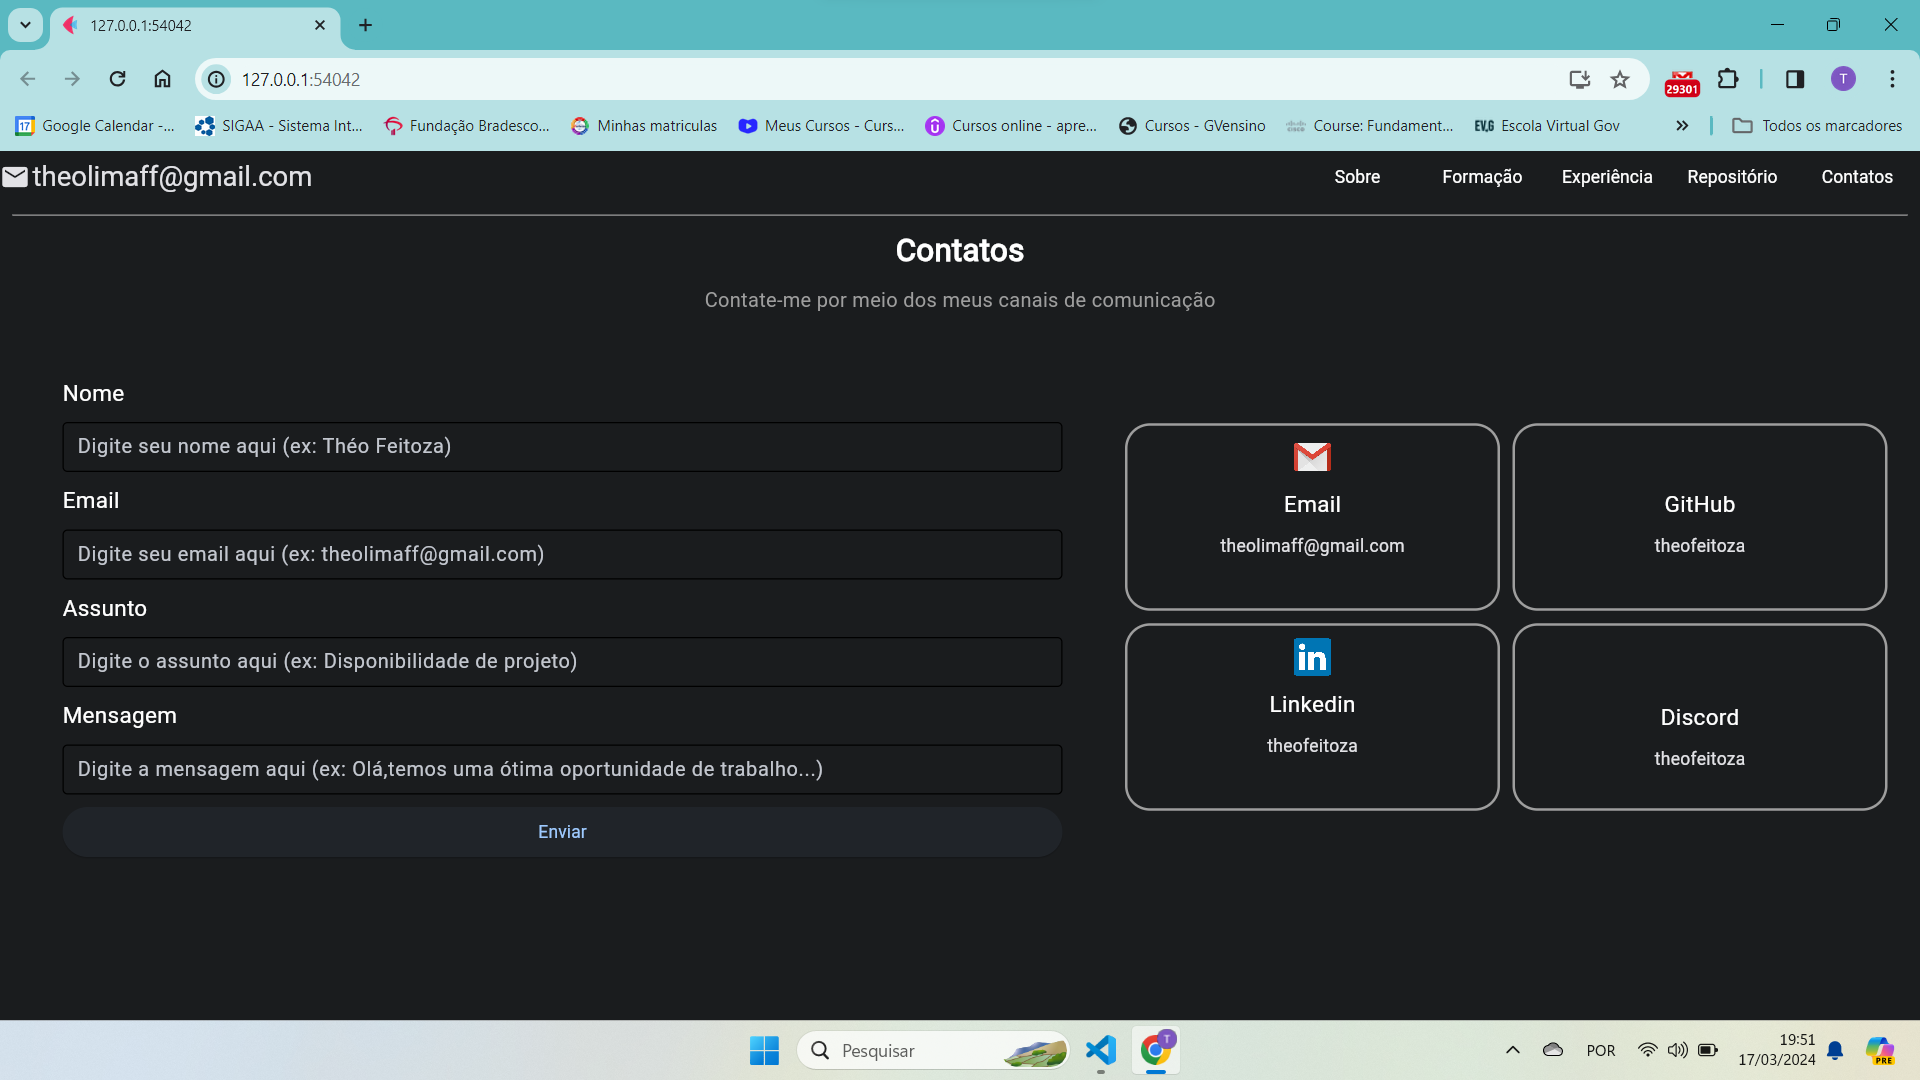 127.0.0.1:54042
127.0.0.1:54042
29301
T
17 Google Calendar -... SIGAA - Sistema Int... Fundação Bradesco... Minhas matriculas Meus Cursos - Curs... Cursos online - apre... Cursos - GVensino Course: Fundament... EV.G Escola Virtual Gov Todos os marcadores
theolimaff@gmail.com Sobre Formação Experiência Repositório Contatos
Contatos
Contate-me por meio dos meus canais de comunicação
Nome
Digite seu nome aqui (ex: Théo Feitoza)
Email
Digite seu email aqui (ex: theolimaff@gmail.com)
Assunto
Digite o assunto aqui (ex: Disponibilidade de projeto)
Mensagem
Digite a mensagem aqui (ex: Olá,temos uma ótima oportunidade de trabalho...)
Enviar
Email
theolimaff@gmail.com
GitHub
theofeitoza
in
Linkedin
theofeitoza
Discord
theofeitoza
Pesquisar
T
POR
19:51
17/03/2024
PRE